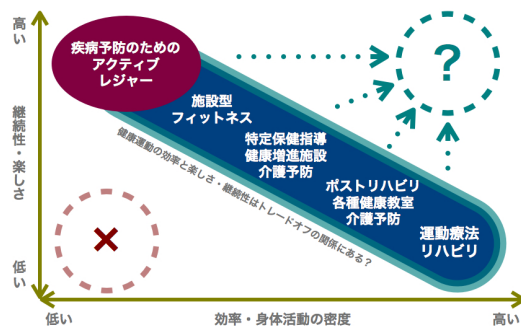 高い
継続性・楽しさ
低い
疾病予防のための
アクティブ
レジャー
施設型
フィットネス
特定保健指導
健康増進施設
介護予防
ポストリハビリ
各種健康教室
介護予防
運動療法
リハビリ
健康運動の効率と楽しさ・継続性はトレードオフの関係にある？
?
×
低い
効率・身体活動の密度
高い